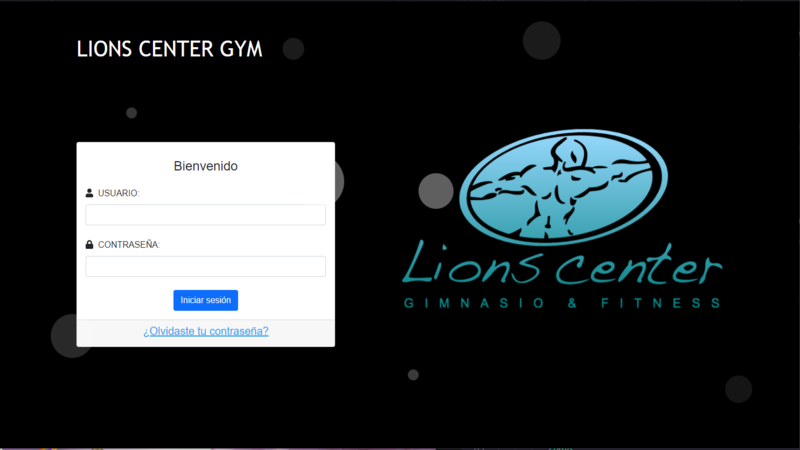 LIONS CENTER GYM
Bienvenido
USUARIO:
CONTRASEÑA:
Iniciar sesión
¿Olvidaste tu contraseña?
Lions Center
GIMNASIO & FITNESS